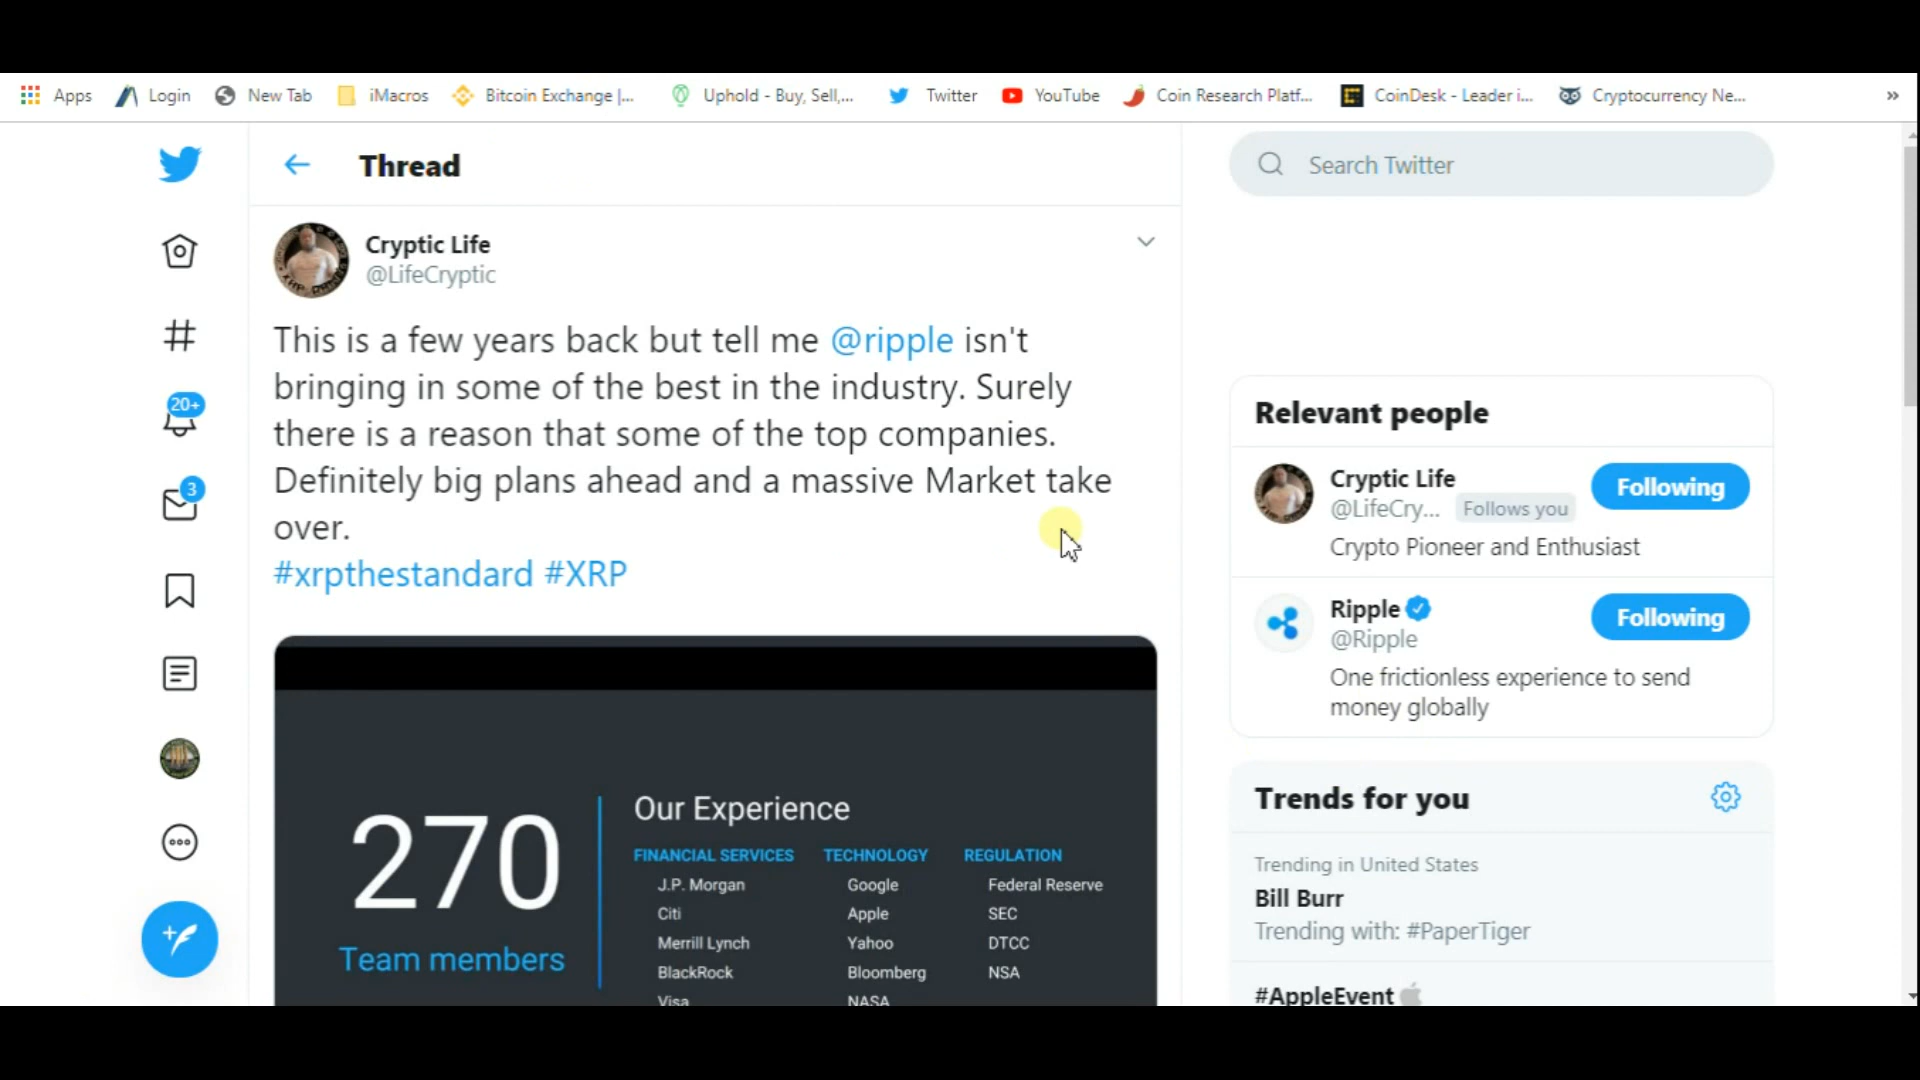 Apps Login New Tab iMacros Bitcoin Exchange |... Uphold - Buy, Sell,... Twitter YouTube Coin Research Platf... CoinDesk - Leader i... Cryptocurrency Ne... »
Thread
Search Twitter
Cryptic Life
@LifeCryptic
This is a few years back but tell me @ripple isn't
bringing in some of the best in the industry. Surely
there is a reason that some of the top companies.
Definitely big plans ahead and a massive Market take
over.
#xrpthestandard #XRP
270
Team members
Our Experience
FINANCIAL SERVICES TECHNOLOGY REGULATION
J.P. Morgan Google Federal Reserve
Citi Apple SEC
Merrill Lynch Yahoo DTCC
BlackRock Bloomberg NSA
Visa NASA
20+
3
Relevant people
Cryptic Life
@LifeCry... Follows you
Following
Crypto Pioneer and Enthusiast
Ripple
@Ripple
Following
One frictionless experience to send
money globally
Trends for you
Trending in United States
Bill Burr
Trending with: #PaperTiger
#AppleEvent